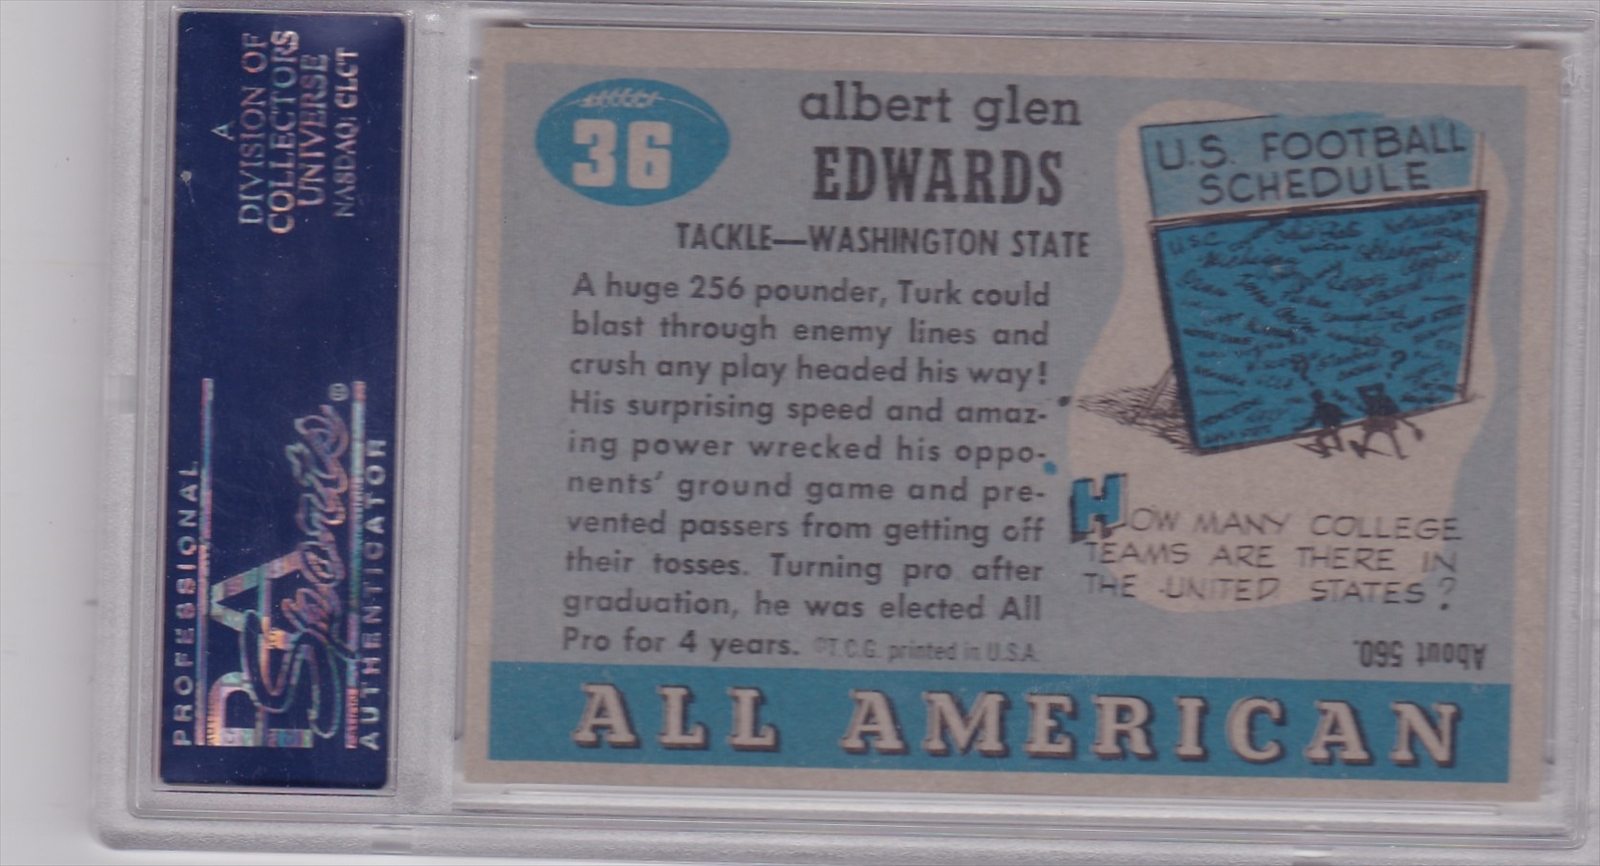 A
DIVISION OF
COLLECTORS
UNIVERSE
NASDAQ: CLCT
PROFESSIONAL
PSA
Sports
®
AUTHENTICATOR
36
albert glen
EDWARDS
TACKLE—WASHINGTON STATE
A huge 256 pounder, Turk could
blast through enemy lines and
crush any play headed his way!
His surprising speed and amaz-
ing power wrecked his oppo-
nents' ground game and pre-
vented passers from getting off
their tosses. Turning pro after
graduation, he was elected All
Pro for 4 years. ©T.C.G. printed in U.S.A.
U.S. FOOTBALL
SCHEDULE
U.S.C.
HOW MANY COLLEGE
TEAMS ARE THERE IN
THE UNITED STATES?
About 560.
ALL AMERICAN